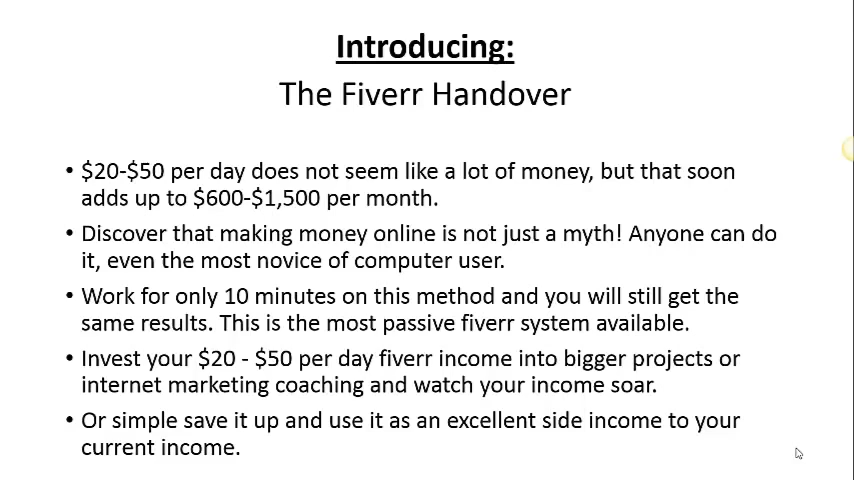 Introducing:
The Fiverr Handover
• $20-$50 per day does not seem like a lot of money, but that soon
adds up to $600-$1,500 per month.
• Discover that making money online is not just a myth! Anyone can do
it, even the most novice of computer user.
• Work for only 10 minutes on this method and you will still get the
same results. This is the most passive fiverr system available.
• Invest your $20 - $50 per day fiverr income into bigger projects or
internet marketing coaching and watch your income soar.
• Or simple save it up and use it as an excellent side income to your
current income.